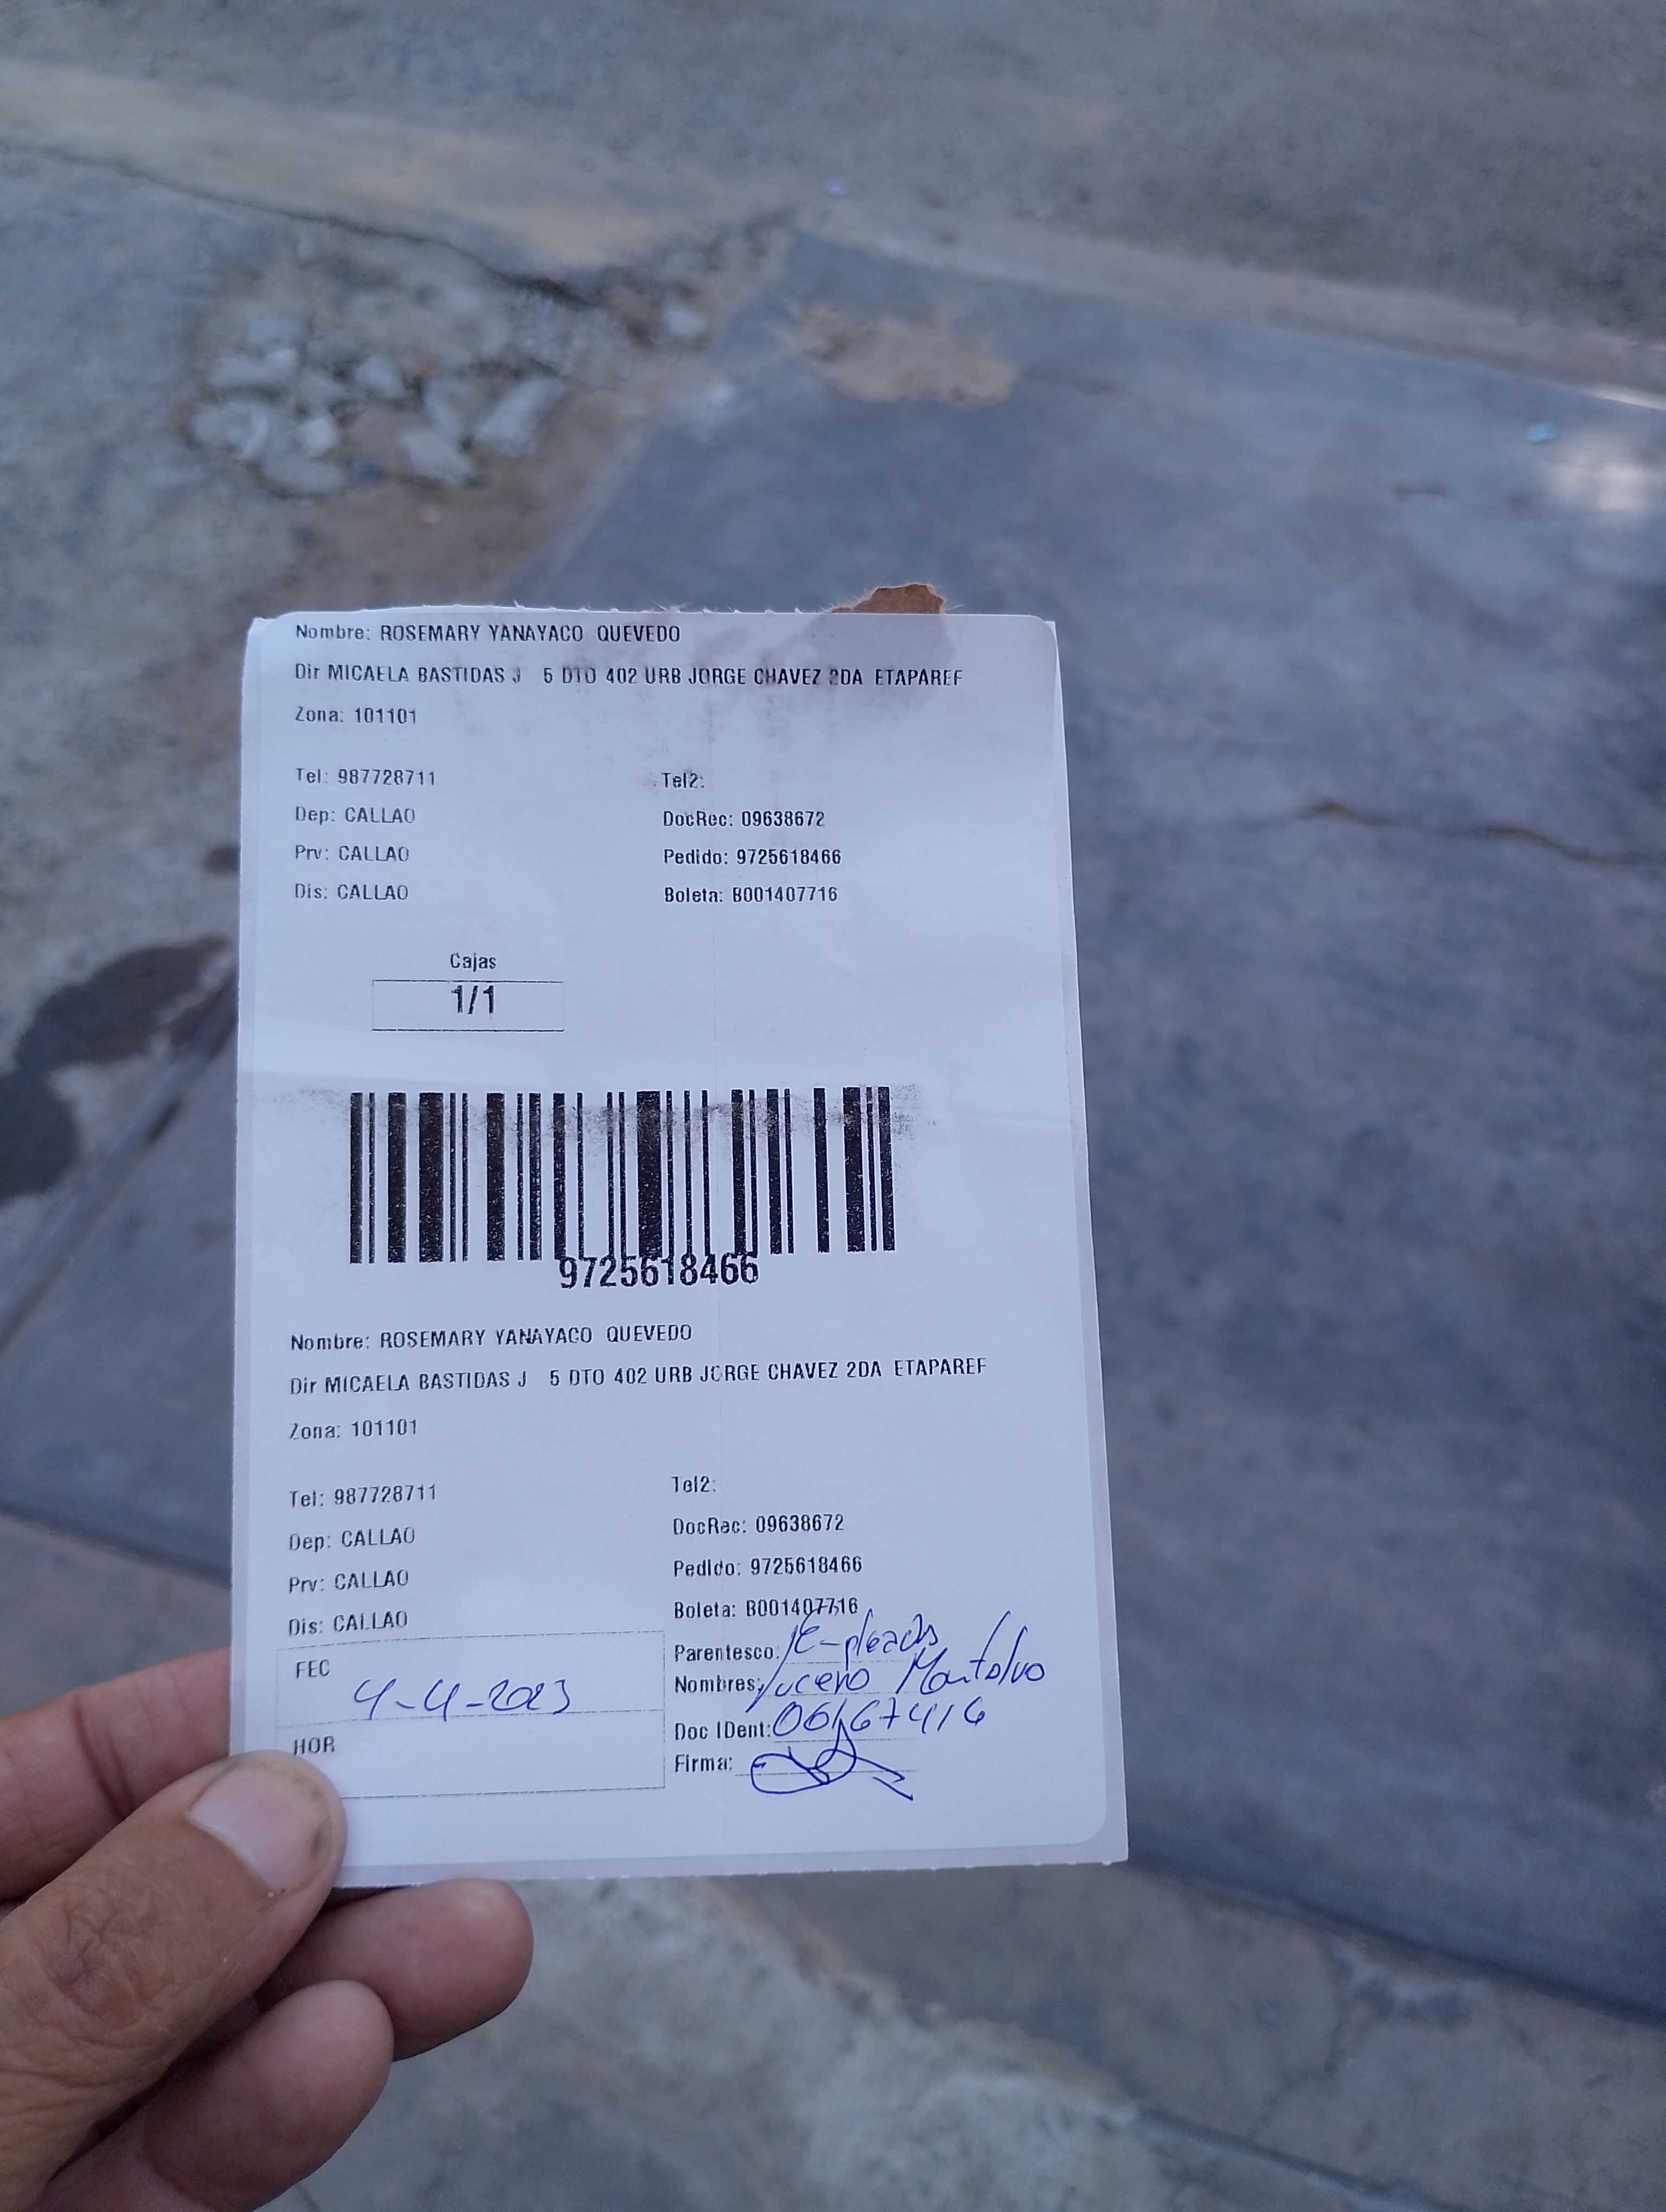 Nombre: ROSEMARY YANAYACO QUEVEDO
Dir MICAELA BASTIDAS J 5 DTO 402 URB JORGE CHAVEZ 2DA ETAPAREF
Zona: 101101
Tel: 987728711 Tel2:
Dep: CALLAO DocRec: 09638672
Prv: CALLAO Pedido: 9725618466
Dis: CALLAO Boleta: B001407716
Cajas
1/1
9725618466
Nombre: ROSEMARY YANAYACO QUEVEDO
Dir MICAELA BASTIDAS J 5 DTO 402 URB JORGE CHAVEZ 2DA ETAPAREF
Zona: 101101
Tel: 987728711 Tel2:
Dep: CALLAO DocRec: 09638672
Prv: CALLAO Pedido: 9725618466
Dis: CALLAO Boleta: B001407716
FEC 4-4-2023 Parentesco:
Nombres: Lucero Montalvo
HOR Doc IDent:
Firma: